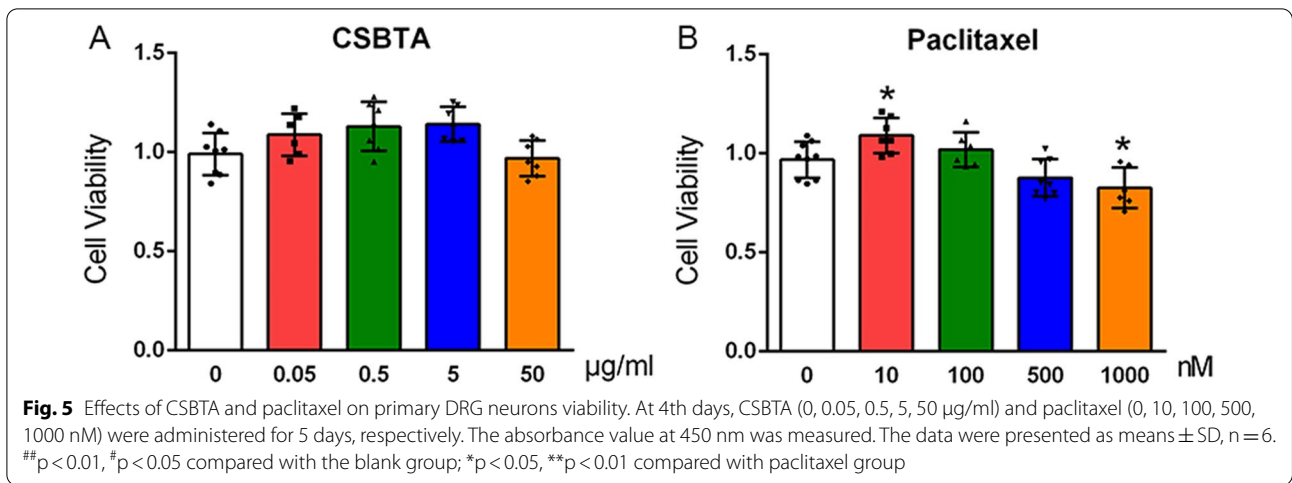 A
CSBTA
Cell Viability
1.5
1.0
0.5
0.0
0 0.05 0.5 5 50 µg/ml
B
Paclitaxel
Cell Viability
1.5
1.0
0.5
0.0
* *
0 10 100 500 1000 nM
Fig. 5 Effects of CSBTA and paclitaxel on primary DRG neurons viability. At 4th days, CSBTA (0, 0.05, 0.5, 5, 50 µg/ml) and paclitaxel (0, 10, 100, 500,
1000 nM) were administered for 5 days, respectively. The absorbance value at 450 nm was measured. The data were presented as means ± SD, n = 6.
##p < 0.01, #p < 0.05 compared with the blank group; *p < 0.05, **p < 0.01 compared with paclitaxel group